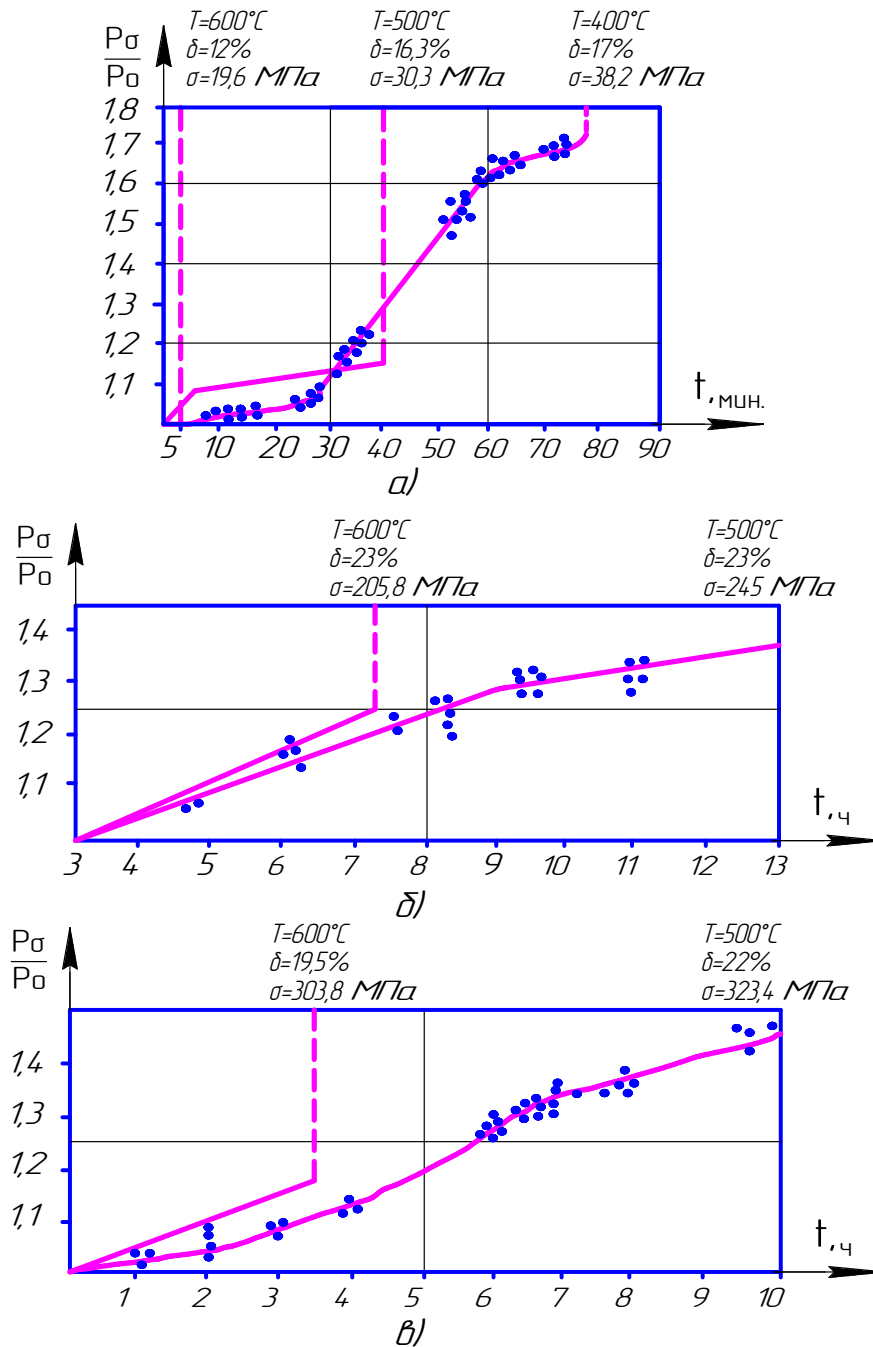 T=600°C T=500°C T=400°C
δ=12% δ=16,3% δ=17%
σ=19,6 МПа σ=30,3 МПа σ=38,2 МПа
Pσ
Po
1,8
1,7
1,6
1,5
1,4
1,3
1,2
1,1
t, мин.
5 10 20 30 40 50 60 70 80 90
а)
T=600°C T=500°C
δ=23% δ=23%
σ=205,8 МПа σ=245 МПа
Pσ
Po
1,4
1,3
1,2
1,1
t, ч
3 4 5 6 7 8 9 10 11 12 13
б)
T=600°C T=500°C
δ=19,5% δ=22%
σ=303,8 МПа σ=323,4 МПа
Pσ
Po
1,4
1,3
1,2
1,1
t, ч
1 2 3 4 5 6 7 8 9 10
в)